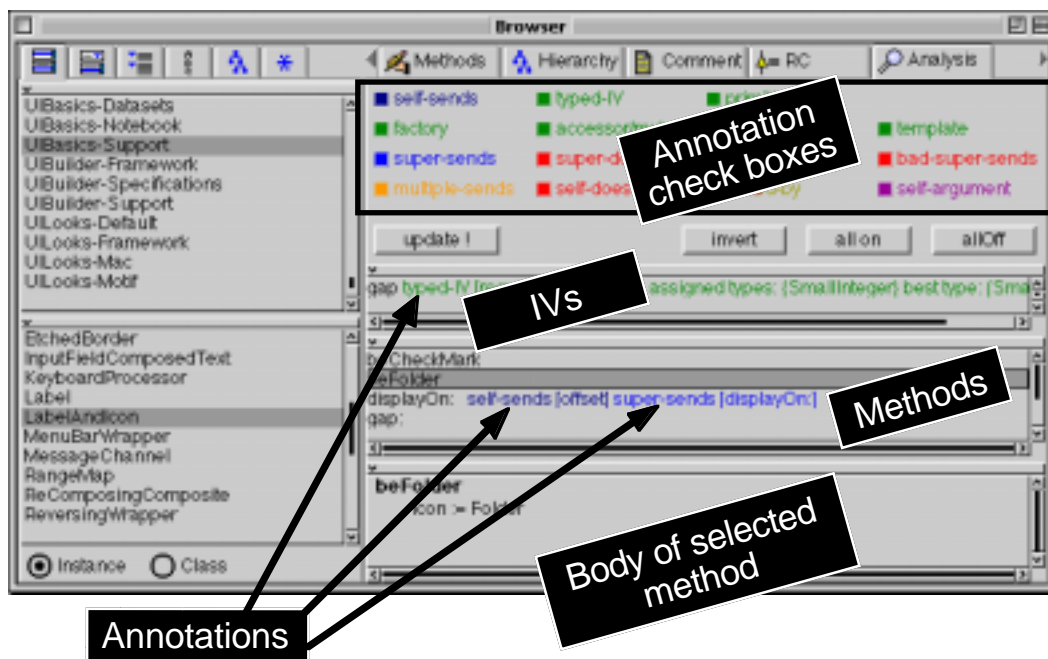 Browser
Methods Hierarchy Comment RC Analysis
UIBasics-Datasets
UIBasics-Notebook
UIBasics-Support
UIBuilder-Framework
UIBuilder-Specifications
UIBuilder-Support
UILooks-Default
UILooks-Framework
UILooks-Mac
UILooks-Motif
EtchedBorder
InputFieldComposedText
KeyboardProcessor
Label
LabelAndIcon
MenuBarWrapper
MessageChannel
RangeMap
ReComposingComposite
ReversingWrapper
Instance Class
self-sends typed-IV
factory template
super-sends bad-super-sends
multiple-sends self-argument
Annotation
check boxes
update ! invert all on allOff
gap typed-IV assigned types: {SmallInteger} best type: (Sma
IVs
beCheckMark
beFolder
displayOn: self-sends [offset] super-sends [displayOn:]
gap:
Methods
beFolder
icon := Folder
Body of selected
method
Annotations